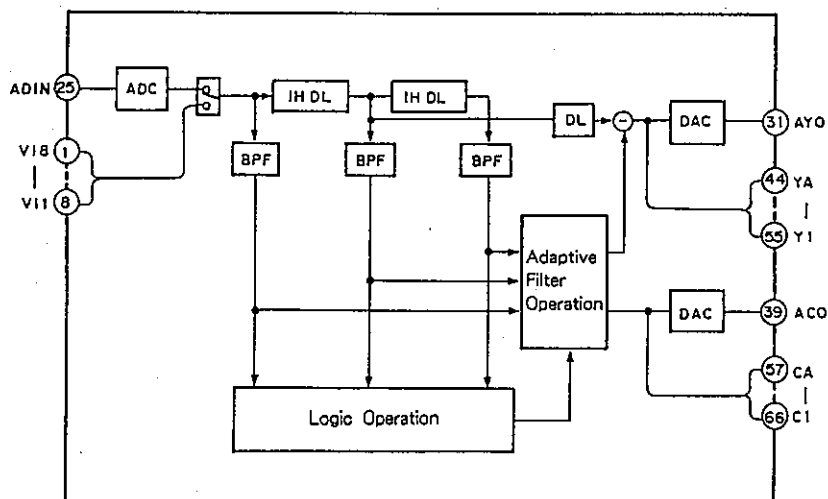 ADIN 25 ADC 1H DL 1H DL
DL − DAC 31 AYO
VI8 1
VI1 8
BPF BPF BPF
44 YA
55 Y1
Adaptive
Filter
Operation
DAC 39 ACO
57 CA
66 C1
Logic Operation